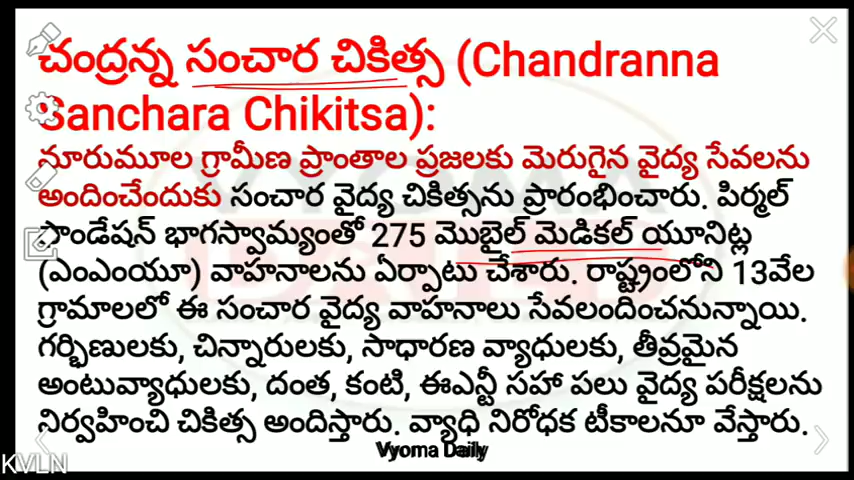 చంద్రన్న సంచార చికిత్స (Chandranna
Sanchara Chikitsa):
నూరుమూల గ్రామీణ ప్రాంతాల ప్రజలకు మెరుగైన వైద్య సేవలను
అందించేందుకు సంచార వైద్య చికిత్సను ప్రారంభించారు. పిర్మల్
ఫౌండేషన్ భాగస్వామ్యంతో 275 మొబైల్ మెడికల్ యూనిట్ల
(ఎంఎంయూ) వాహనాలను ఏర్పాటు చేశారు. రాష్ట్రంలోని 13వేల
గ్రామాలలో ఈ సంచార వైద్య వాహనాలు సేవలందించనున్నాయి.
గర్భిణులకు, చిన్నారులకు, సాధారణ వ్యాధులకు, తీవ్రమైన
అంటువ్యాధులకు, దంత, కంటి, ఈఎన్టీ సహా పలు వైద్య పరీక్షలను
నిర్వహించి చికిత్స అందిస్తారు. వ్యాధి నిరోధక టీకాలనూ వేస్తారు.
Vyoma Daily
KVLN